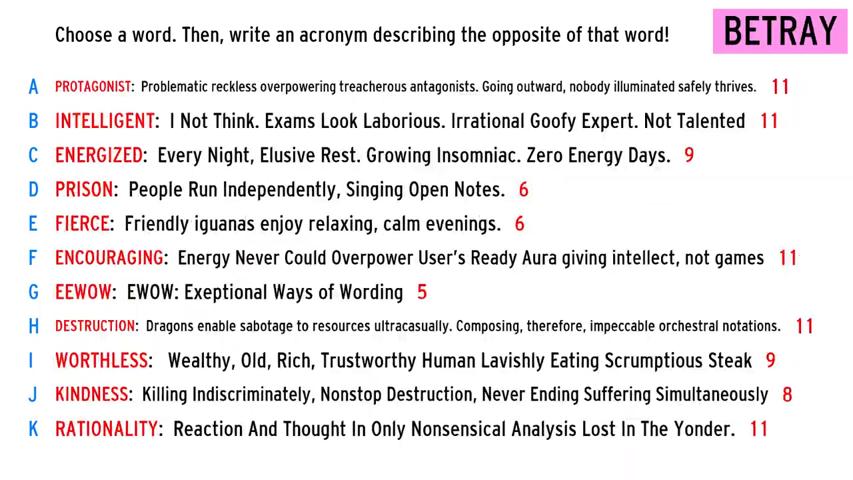 Choose a word. Then, write an acronym describing the opposite of that word!
BETRAY
A PROTAGONIST: Problematic reckless overpowering treacherous antagonists. Going outward, nobody illuminated safely thrives. 11
B INTELLIGENT: I Not Think. Exams Look Laborious. Irrational Goofy Expert. Not Talented 11
C ENERGIZED: Every Night, Elusive Rest. Growing Insomniac. Zero Energy Days. 9
D PRISON: People Run Independently, Singing Open Notes. 6
E FIERCE: Friendly iguanas enjoy relaxing, calm evenings. 6
F ENCOURAGING: Energy Never Could Overpower User's Ready Aura giving intellect, not games 11
G EEWOW: EWOW: Exeptional Ways of Wording 5
H DESTRUCTION: Dragons enable sabotage to resources ultracasually. Composing, therefore, impeccable orchestral notations. 11
I WORTHLESS: Wealthy, Old, Rich, Trustworthy Human Lavishly Eating Scrumptious Steak 9
J KINDNESS: Killing Indiscriminately, Nonstop Destruction, Never Ending Suffering Simultaneously 8
K RATIONALITY: Reaction And Thought In Only Nonsensical Analysis Lost In The Yonder. 11